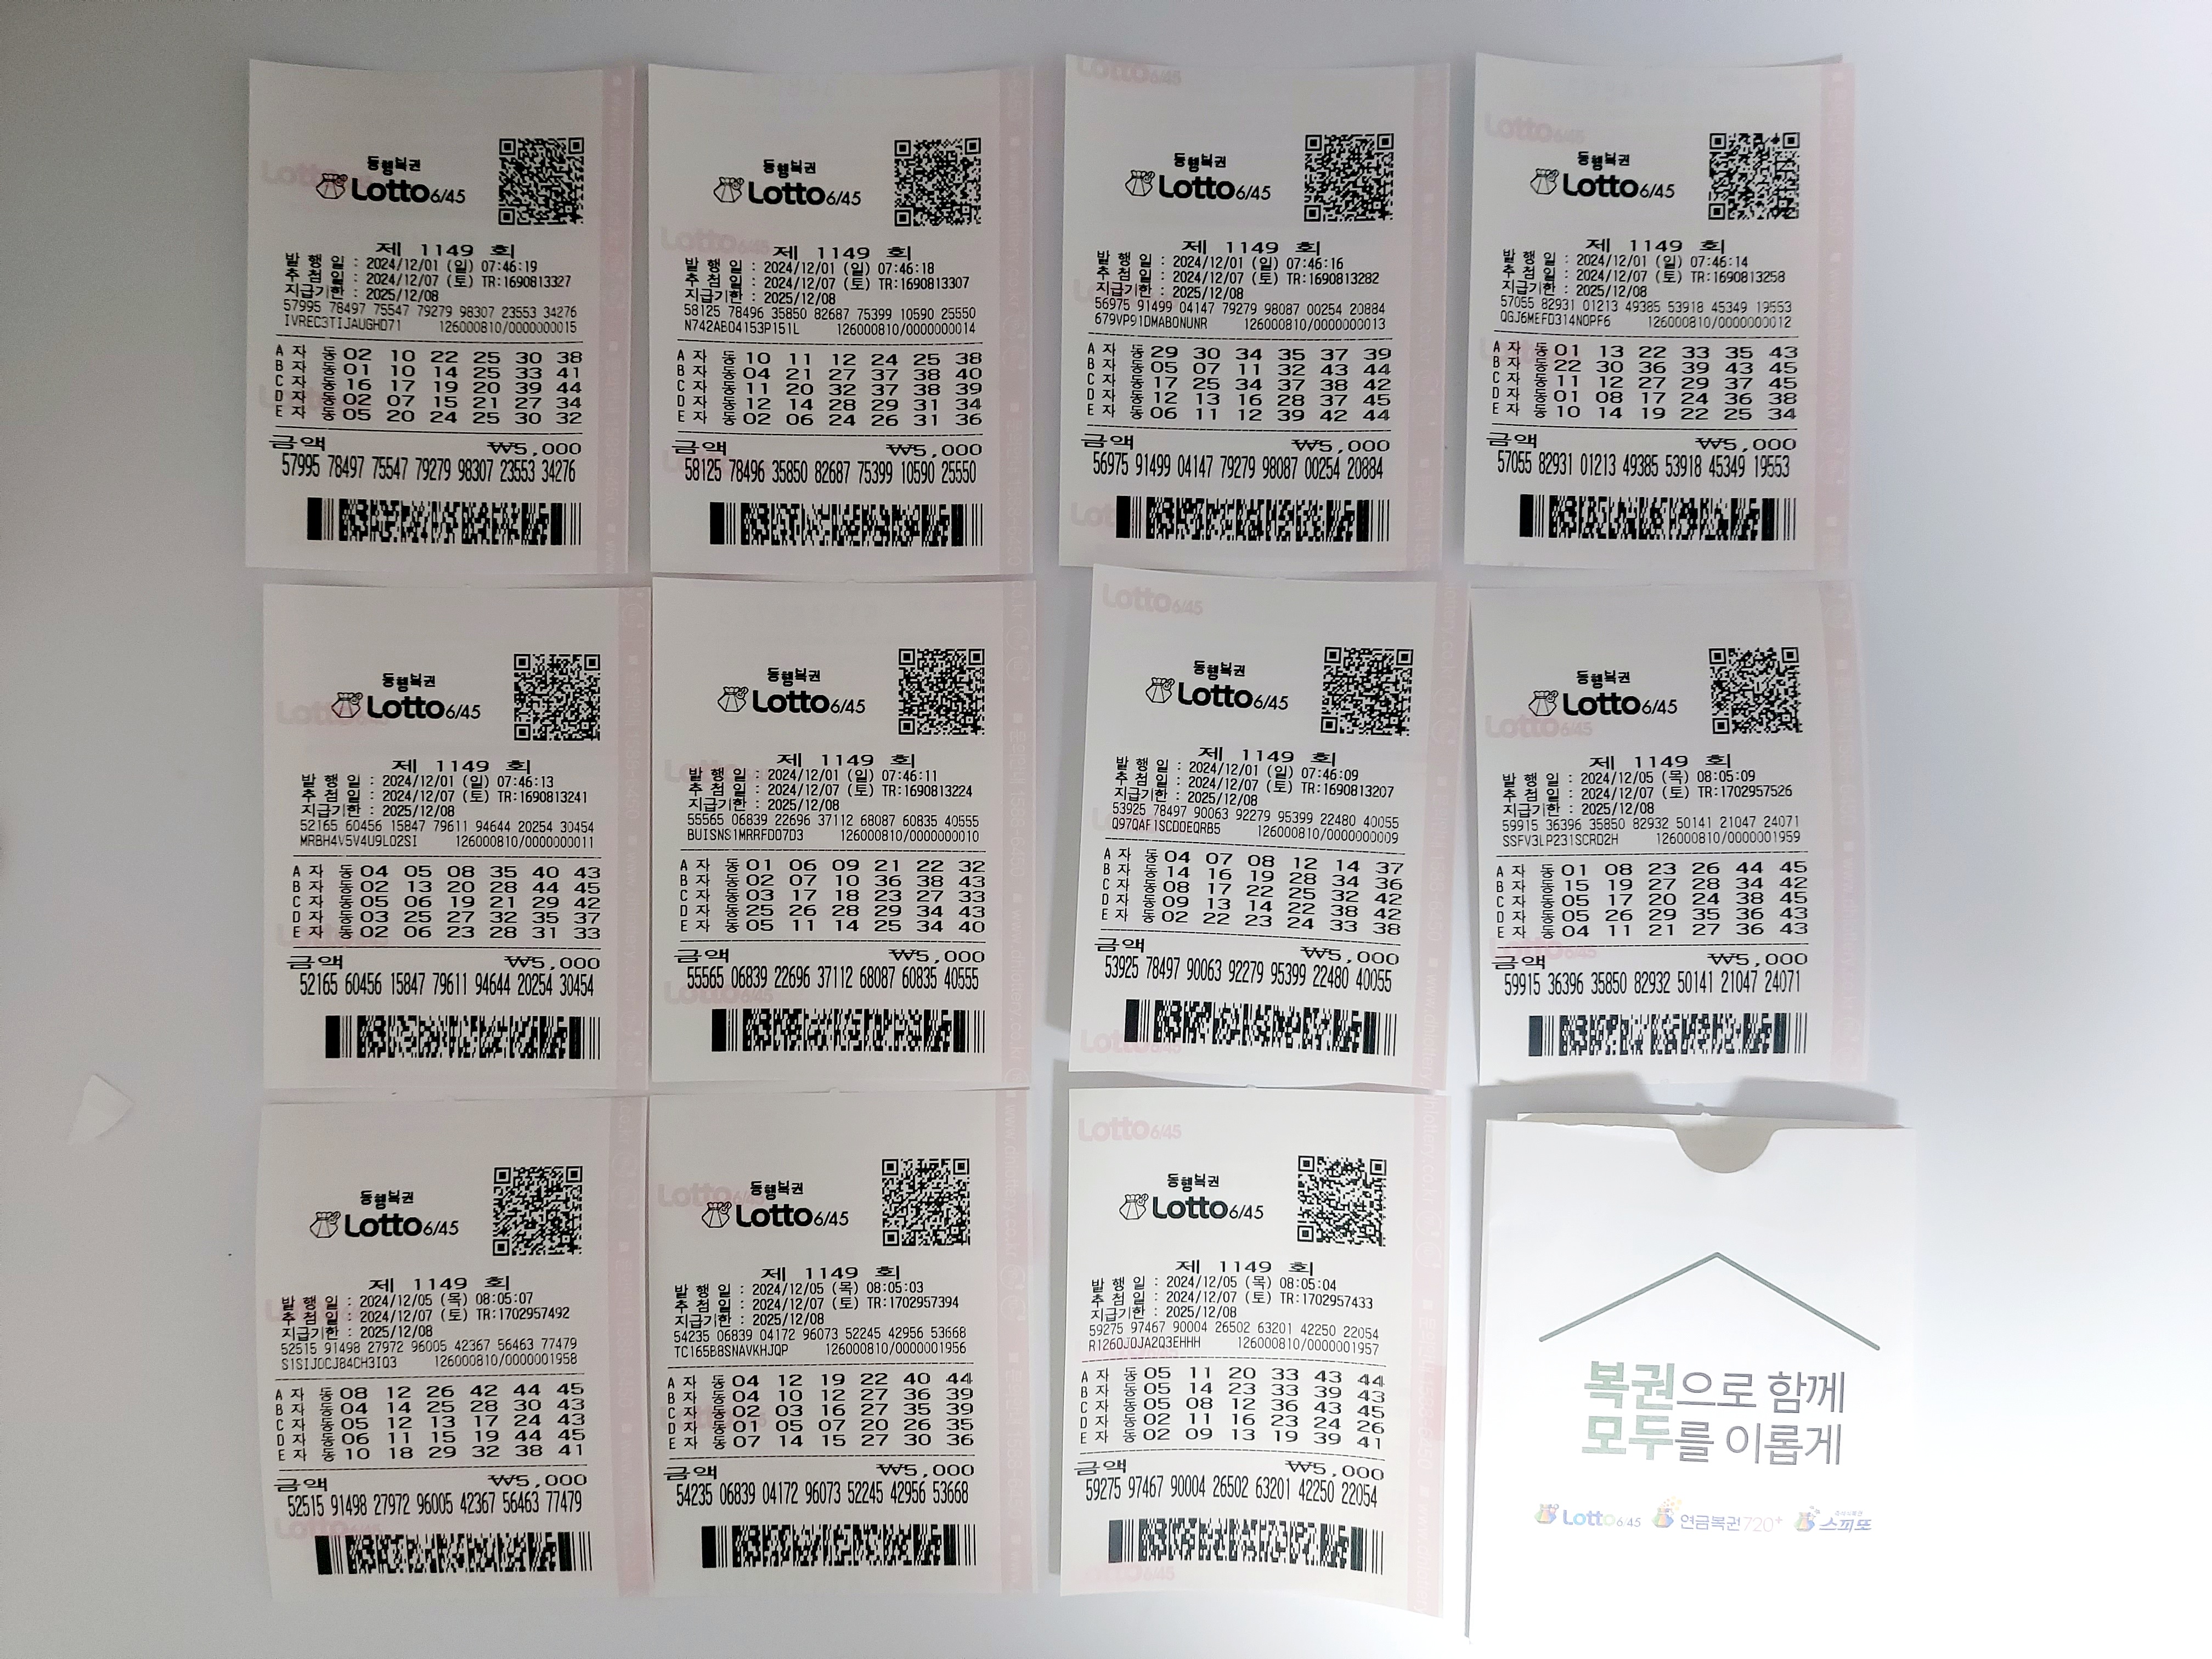 동행복권
Lotto6/45
제 1149 회
발 행 일 : 2024/12/01 (일) 07:46:19
추 첨 일 : 2024/12/07 (토) TR:1690813327
지급기한 : 2025/12/08
57995 78497 75547 79279 98307 23553 34276
IVREC3TIJAUGHD71 126000810/0000000015
A 자 동 02 10 22 25 30 38
B 자 동 01 10 14 25 33 41
C 자 동 16 17 19 20 39 44
D 자 동 02 07 15 21 27 34
E 자 동 05 20 24 25 30 32
금액 ₩5,000
57995 78497 75547 79279 98307 23553 34276
동행복권
Lotto6/45
제 1149 회
발 행 일 : 2024/12/01 (일) 07:46:18
추 첨 일 : 2024/12/07 (토) TR:1690813307
지급기한 : 2025/12/08
58125 78496 35850 82687 75399 10590 25550
N742AB04153P151L 126000810/0000000014
A 자 동 10 11 12 24 25 38
B 자 동 04 21 27 37 38 40
C 자 동 11 20 32 37 38 39
D 자 동 12 14 28 29 31 34
E 자 동 02 06 24 26 31 36
금액 ₩5,000
58125 78496 35850 82687 75399 10590 25550
Lotto6/45
동행복권
Lotto6/45
제 1149 회
발 행 일 : 2024/12/01 (일) 07:46:16
추 첨 일 : 2024/12/07 (토) TR:1690813282
지급기한 : 2025/12/08
56975 91499 04147 79279 98087 00254 20884
679VP91DMABONUNR 126000810/0000000013
A 자 동 29 30 34 35 37 39
B 자 동 05 07 11 32 43 44
C 자 동 17 25 34 37 38 42
D 자 동 12 13 16 28 37 45
E 자 동 06 11 12 39 42 44
금액 ₩5,000
56975 91499 04147 79279 98087 00254 20884
Lotto6/45
동행복권
Lotto6/45
제 1149 회
발 행 일 : 2024/12/01 (일) 07:46:14
추 첨 일 : 2024/12/07 (토) TR:1690813258
지급기한 : 2025/12/08
57055 82931 01213 49385 53918 45349 19553
QGJ6MEFD314NOPF6 126000810/0000000012
A 자 동 01 13 22 33 35 43
B 자 동 22 30 36 39 43 45
C 자 동 11 12 27 29 37 45
D 자 동 01 08 17 24 36 38
E 자 동 10 14 19 22 25 34
금액 ₩5,000
57055 82931 01213 49385 53918 45349 19553
동행복권
Lotto6/45
제 1149 회
발 행 일 : 2024/12/01 (일) 07:46:13
추 첨 일 : 2024/12/07 (토) TR:1690813241
지급기한 : 2025/12/08
52165 60456 15847 79611 94644 20254 30454
MRBH4V5V4U9LD2SI 126000810/0000000011
A 자 동 04 05 08 35 40 43
B 자 동 02 13 20 28 44 45
C 자 동 05 06 19 21 29 42
D 자 동 03 25 27 32 35 37
E 자 동 02 06 23 28 31 33
금액 ₩5,000
52165 60456 15847 79611 94644 20254 30454
동행복권
Lotto6/45
제 1149 회
발 행 일 : 2024/12/01 (일) 07:46:11
추 첨 일 : 2024/12/07 (토) TR:1690813224
지급기한 : 2025/12/08
55565 06839 22696 37112 68087 60835 40555
BUISNS1MRRFD07D3 126000810/0000000010
A 자 동 01 06 09 21 22 32
B 자 동 02 07 10 36 38 43
C 자 동 03 17 18 23 27 33
D 자 동 25 26 28 29 34 43
E 자 동 05 11 14 25 34 40
금액 ₩5,000
55565 06839 22696 37112 68087 60835 40555
Lotto6/45
동행복권
Lotto6/45
제 1149 회
발 행 일 : 2024/12/01 (일) 07:46:09
추 첨 일 : 2024/12/07 (토) TR:1690813207
지급기한 : 2025/12/08
53925 78497 90063 92279 95399 22480 40055
Q97QAF1SCDOEQRB5 126000810/0000000009
A 자 동 04 07 08 12 14 37
B 자 동 14 16 19 28 34 36
C 자 동 08 17 22 25 32 42
D 자 동 09 13 14 22 38 42
E 자 동 02 22 23 24 33 38
금액 ₩5,000
53925 78497 90063 92279 95399 22480 40055
동행복권
Lotto6/45
제 1149 회
발 행 일 : 2024/12/05 (목) 08:05:09
추 첨 일 : 2024/12/07 (토) TR:1702957526
지급기한 : 2025/12/08
59915 36396 35850 82932 50141 21047 24071
SSFV3LP231SCRD2H 126000810/0000001959
A 자 동 01 08 23 26 44 45
B 자 동 15 19 27 28 34 42
C 자 동 05 17 20 24 38 45
D 자 동 05 26 29 35 36 43
E 자 동 04 11 21 27 36 43
금액 ₩5,000
59915 36396 35850 82932 50141 21047 24071
동행복권
Lotto6/45
제 1149 회
발 행 일 : 2024/12/05 (목) 08:05:07
추 첨 일 : 2024/12/07 (토) TR:1702957492
지급기한 : 2025/12/08
52515 91498 27972 96005 42367 56463 77479
S1SIJ0CJ84CH3IQ3 126000810/0000001958
A 자 동 08 12 26 42 44 45
B 자 동 04 14 25 28 30 43
C 자 동 05 12 13 17 24 43
D 자 동 06 11 15 19 44 45
E 자 동 10 18 29 32 38 41
금액 ₩5,000
52515 91498 27972 96005 42367 56463 77479
동행복권
Lotto6/45
제 1149 회
발 행 일 : 2024/12/05 (목) 08:05:03
추 첨 일 : 2024/12/07 (토) TR:1702957394
지급기한 : 2025/12/08
54235 06839 04172 96073 52245 42956 53668
TC165B8SNAVKHJQP 126000810/0000001956
A 자 동 04 12 19 22 40 44
B 자 동 04 10 12 27 36 39
C 자 동 02 03 16 27 35 39
D 자 동 01 05 07 20 26 35
E 자 동 07 14 15 27 30 36
금액 ₩5,000
54235 06839 04172 96073 52245 42956 53668
Lotto6/45
동행복권
Lotto6/45
제 1149 회
발 행 일 : 2024/12/05 (목) 08:05:04
추 첨 일 : 2024/12/07 (토) TR:1702957433
지급기한 : 2025/12/08
59275 97467 90004 26502 63201 42250 22054
R1260J0JA2Q3EHHH 126000810/0000001957
A 자 동 05 11 20 33 43 44
B 자 동 05 14 23 33 39 43
C 자 동 05 08 12 36 43 45
D 자 동 02 11 16 23 24 26
E 자 동 02 09 13 19 39 41
금액 ₩5,000
59275 97467 90004 26502 63201 42250 22054
복권으로 함께
모두를 이롭게
Lotto6/45 연금복권720+ 스피또